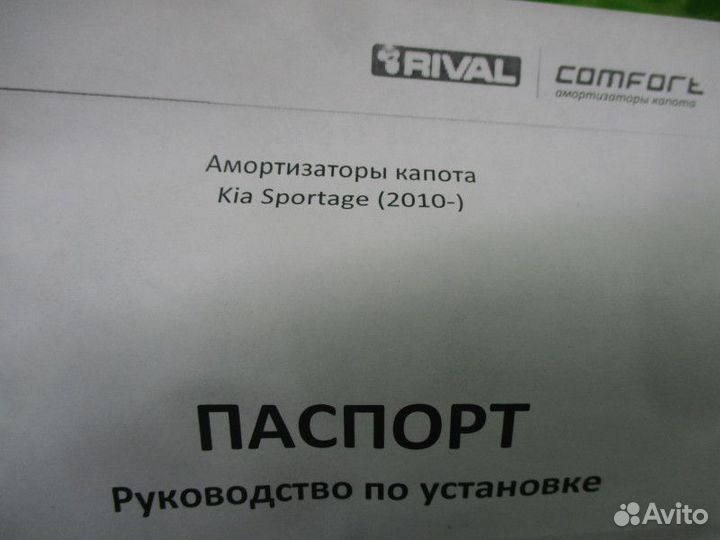 RIVAL
COMFORT
амортизаторы капота
Амортизаторы капота
Kia Sportage (2010-)
ПАСПОРТ
Руководство по установке
Avito